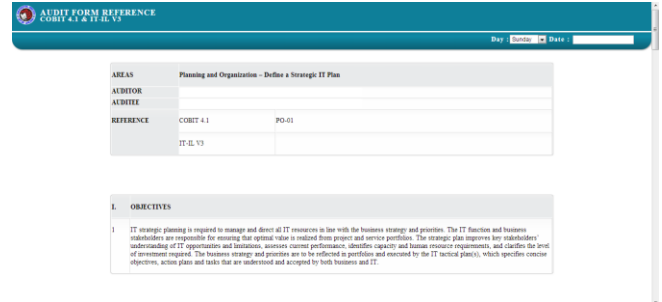 AUDIT FORM REFERENCE
COBIT 4.1 & IT-IL V3
Day : Sunday Date :
AREAS Planning and Organization – Define a Strategic IT Plan
AUDITOR
AUDITEE
REFERENCE COBIT 4.1 PO-01
IT-IL V3
I. OBJECTIVES
1 IT strategic planning is required to manage and direct all IT resources in line with the business strategy and priorities. The IT function and business
stakeholders are responsible for ensuring that optimal value is realized from project and service portfolios. The strategic plan improves key stakeholders'
understanding of IT opportunities and limitations, assesses current performance, identifies capacity and human resource requirements, and clarifies the level
of investment required. The business strategy and priorities are to be reflected in portfolios and executed by the IT tactical plan(s), which specifies concise
objectives, action plans and tasks that are understood and accepted by both business and IT.